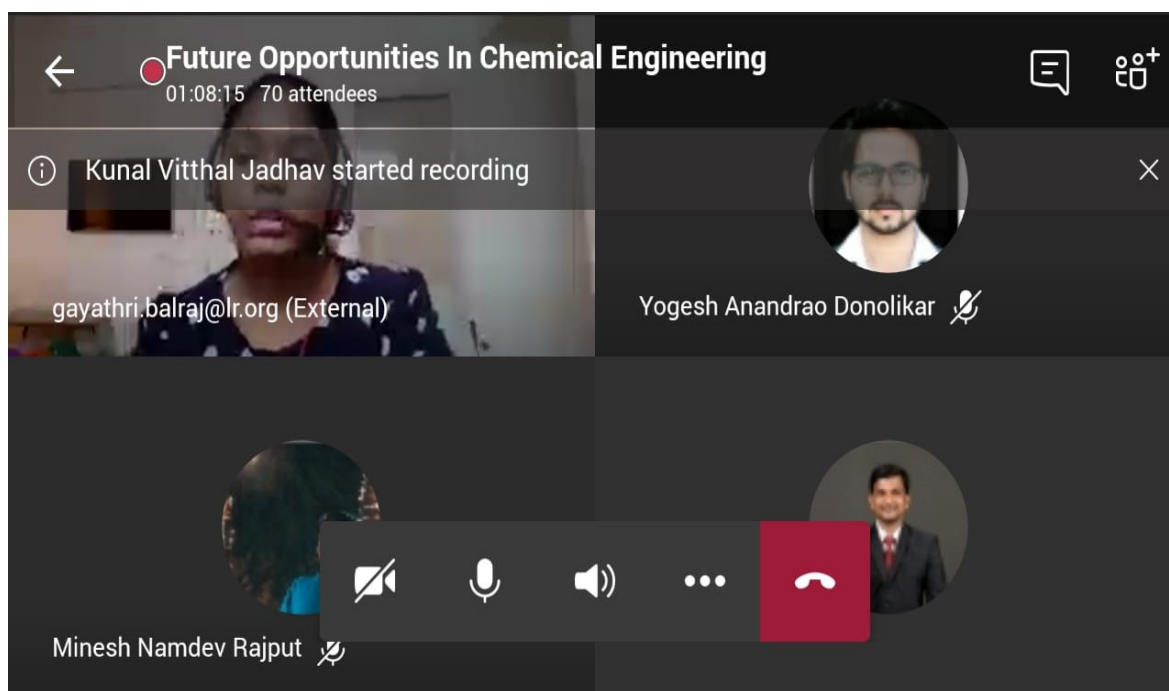 Future Opportunities In Chemical Engineering
01:08:15 70 attendees
Kunal Vitthal Jadhav started recording
gayathri.balraj@lr.org (External)
Yogesh Anandrao Donolikar
Minesh Namdev Rajput